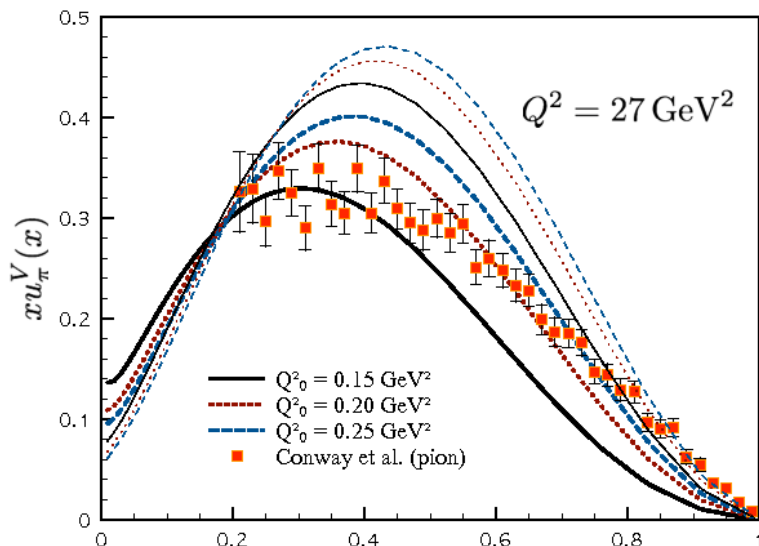 0.5
0.4
0.3
0.2
0.1
0
xu_π^V(x)
Q² = 27 GeV²
Q²₀ = 0.15 GeV²
Q²₀ = 0.20 GeV²
Q²₀ = 0.25 GeV²
Conway et al. (pion)
0 0.2 0.4 0.6 0.8 1